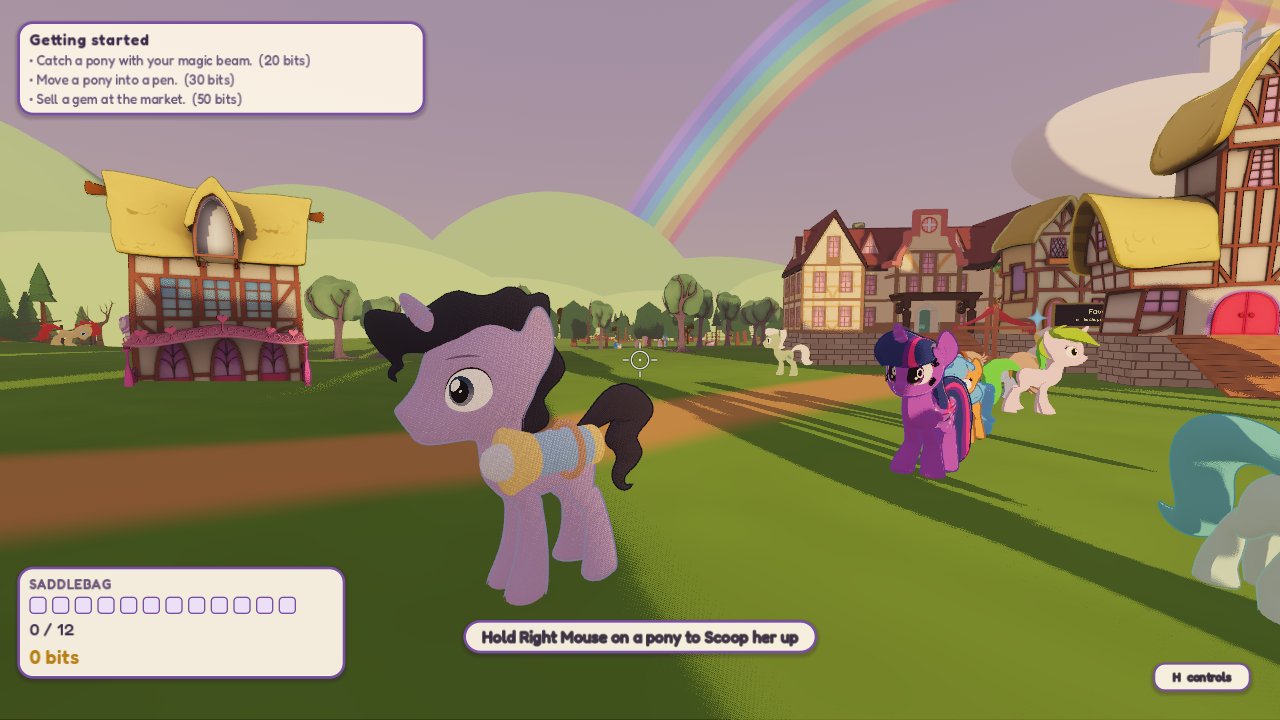 Getting started
• Catch a pony with your magic beam. (20 bits)
• Move a pony into a pen. (30 bits)
• Sell a gem at the market. (50 bits)
SADDLEBAG
0 / 12
0 bits
Hold Right Mouse on a pony to Scoop her up
H controls